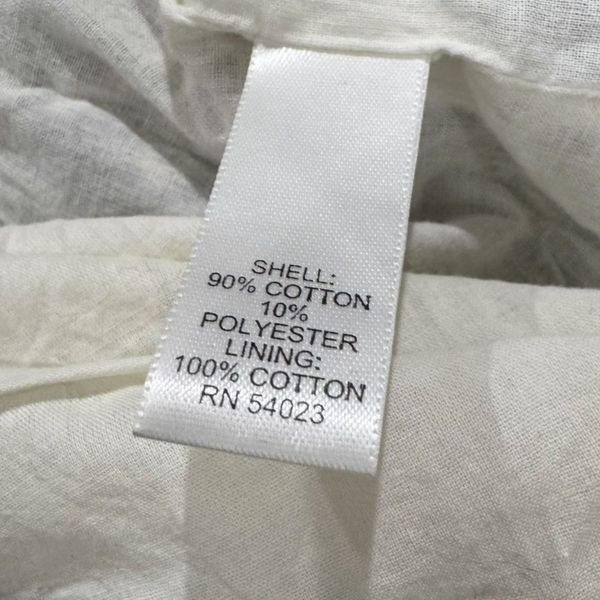 SHELL:
90% COTTON
10%
POLYESTER
LINING:
100% COTTON
RN 54023